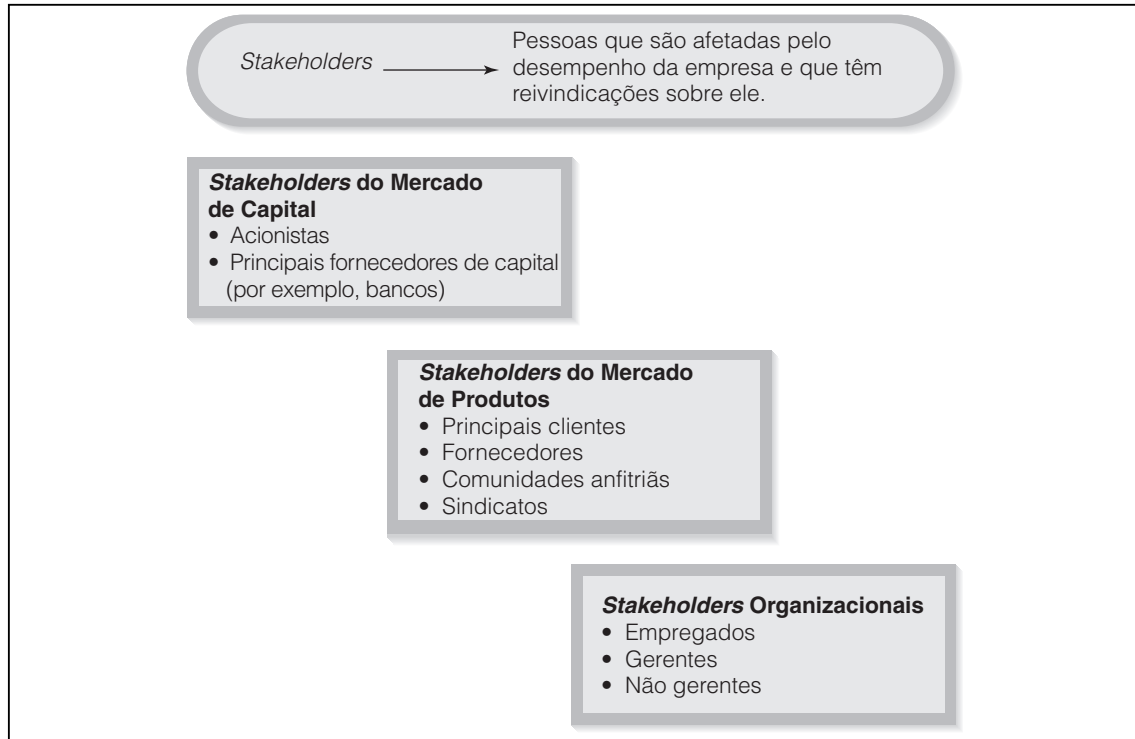 Stakeholders
Pessoas que são afetadas pelo
desempenho da empresa e que têm
reivindicações sobre ele.
Stakeholders do Mercado
de Capital
• Acionistas
• Principais fornecedores de capital
(por exemplo, bancos)
Stakeholders do Mercado
de Produtos
• Principais clientes
• Fornecedores
• Comunidades anfitriãs
• Sindicatos
Stakeholders Organizacionais
• Empregados
• Gerentes
• Não gerentes